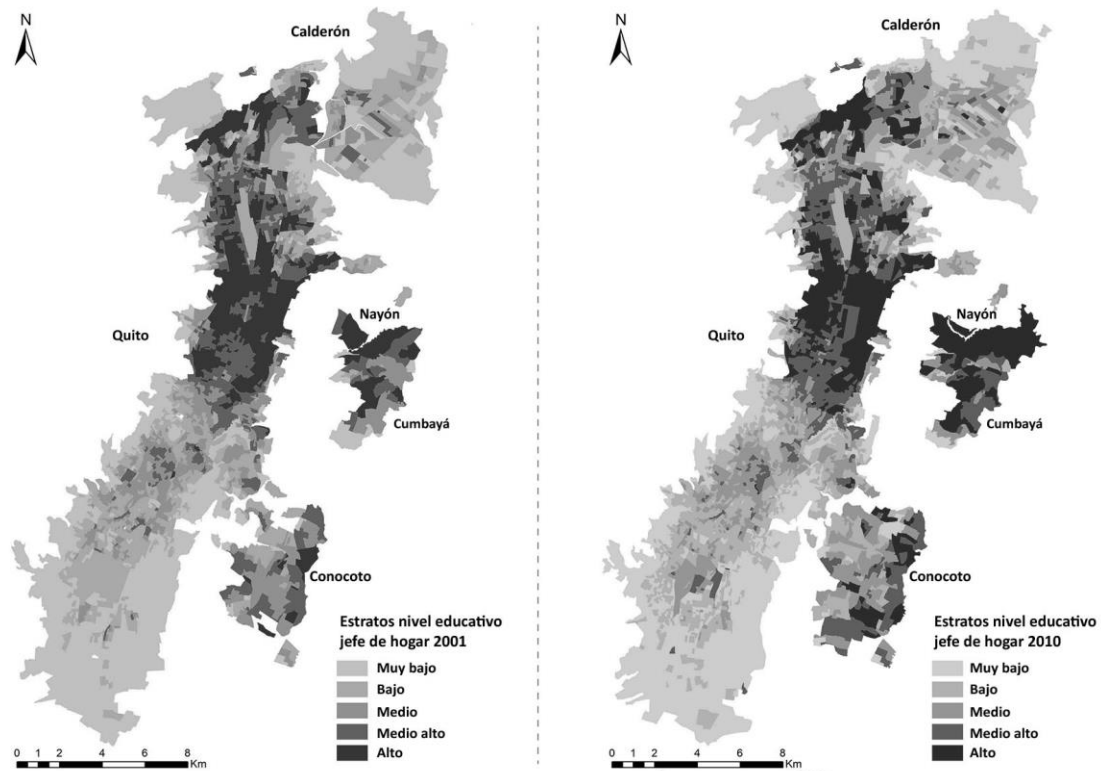 N
Calderón
Nayón
Quito
Cumbayá
Conocoto
Estratos nivel educativo
jefe de hogar 2001
Muy bajo
Bajo
Medio
Medio alto
Alto
0 1 2 4 6 8
Km
N
Calderón
Nayón
Quito
Cumbayá
Conocoto
Estratos nivel educativo
jefe de hogar 2010
Muy bajo
Bajo
Medio
Medio alto
Alto
0 1 2 4 6 8
Km